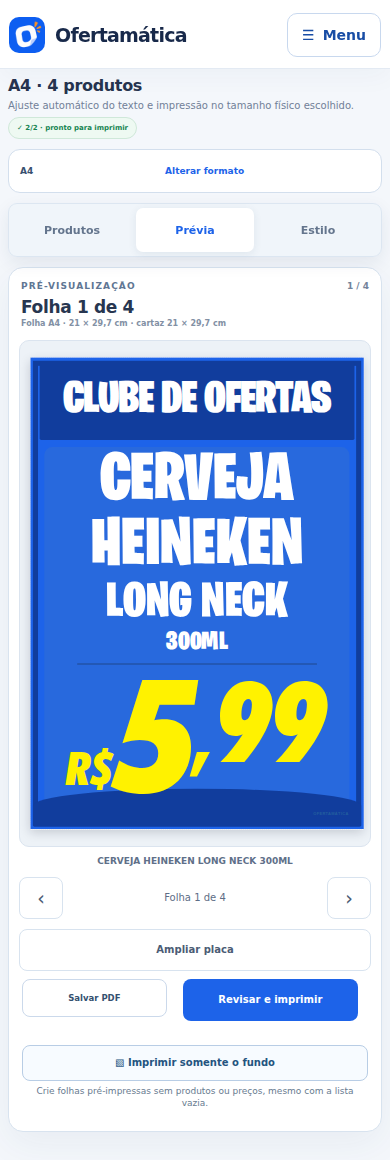 Ofertamática
☰ Menu
A4 · 4 produtos
Ajuste automático do texto e impressão no tamanho físico escolhido.
✓ 2/2 · pronto para imprimir
A4 Alterar formato
Produtos Prévia Estilo
PRÉ-VISUALIZAÇÃO 1 / 4
Folha 1 de 4
Folha A4 · 21 × 29,7 cm · cartaz 21 × 29,7 cm
CLUBE DE OFERTAS
CERVEJA
HEINEKEN
LONG NECK
300ML
R$5,99
CERVEJA HEINEKEN LONG NECK 300ML
‹ Folha 1 de 4 ›
Ampliar placa
Salvar PDF Revisar e imprimir
▧ Imprimir somente o fundo
Crie folhas pré-impressas sem produtos ou preços, mesmo com a lista
vazia.